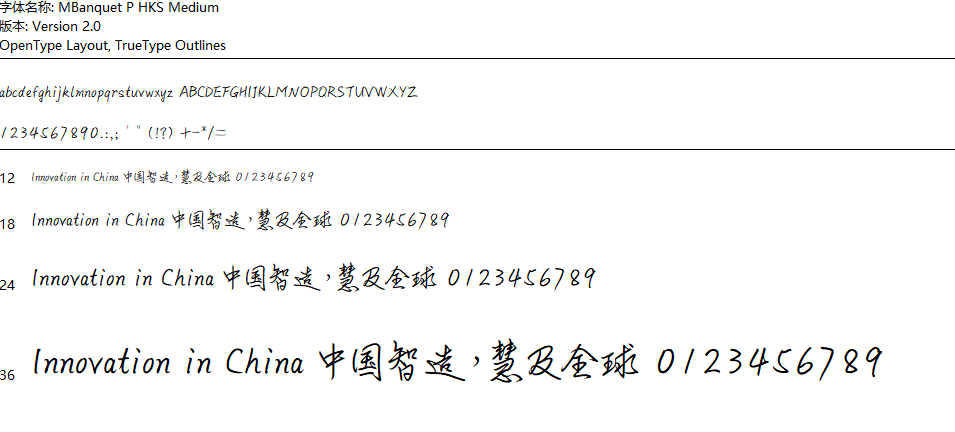 字体名称: MBanquet P HKS Medium
版本: Version 2.0
OpenType Layout, TrueType Outlines
abcdefghijklmnopqrstuvwxyz ABCDEFGHIJKLMNOPQRSTUVWXYZ
1234567890.:,; ' " (!?) +-*/=
12 Innovation in China 中国智造，慧及全球 0123456789
18 Innovation in China 中国智造，慧及全球 0123456789
24 Innovation in China 中国智造，慧及全球 0123456789
36 Innovation in China 中国智造，慧及全球 0123456789